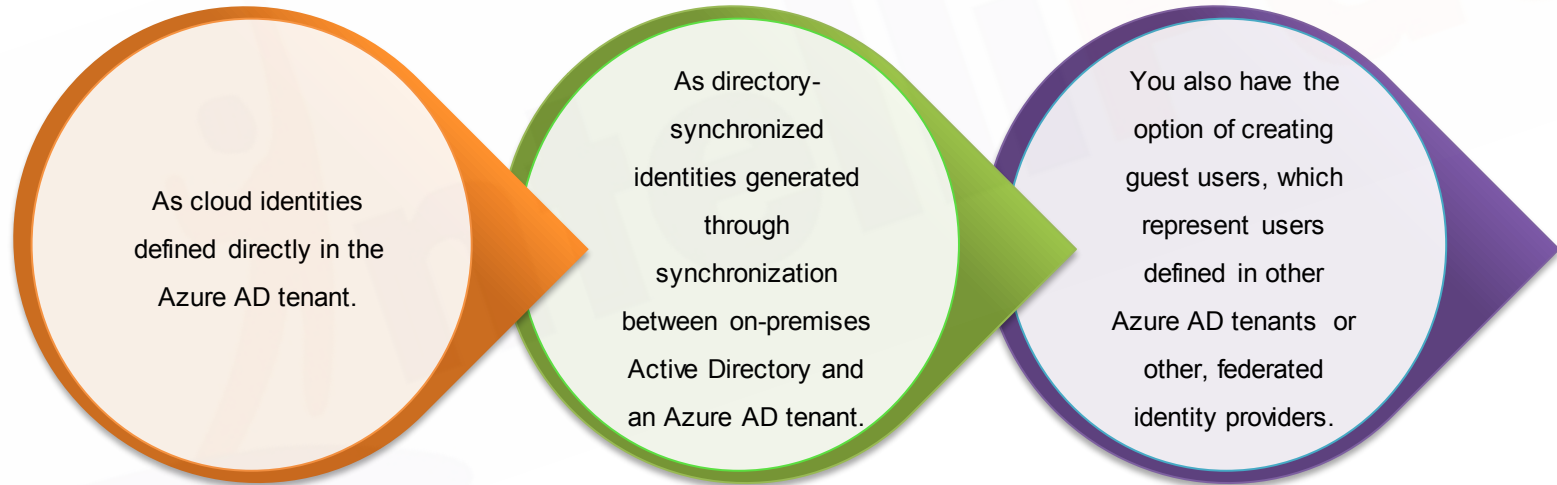 As cloud identities
defined directly in the
Azure AD tenant.
As directory-
synchronized
identities generated
through
synchronization
between on-premises
Active Directory and
an Azure AD tenant.
You also have the
option of creating
guest users, which
represent users
defined in other
Azure AD tenants or
other, federated
identity providers.